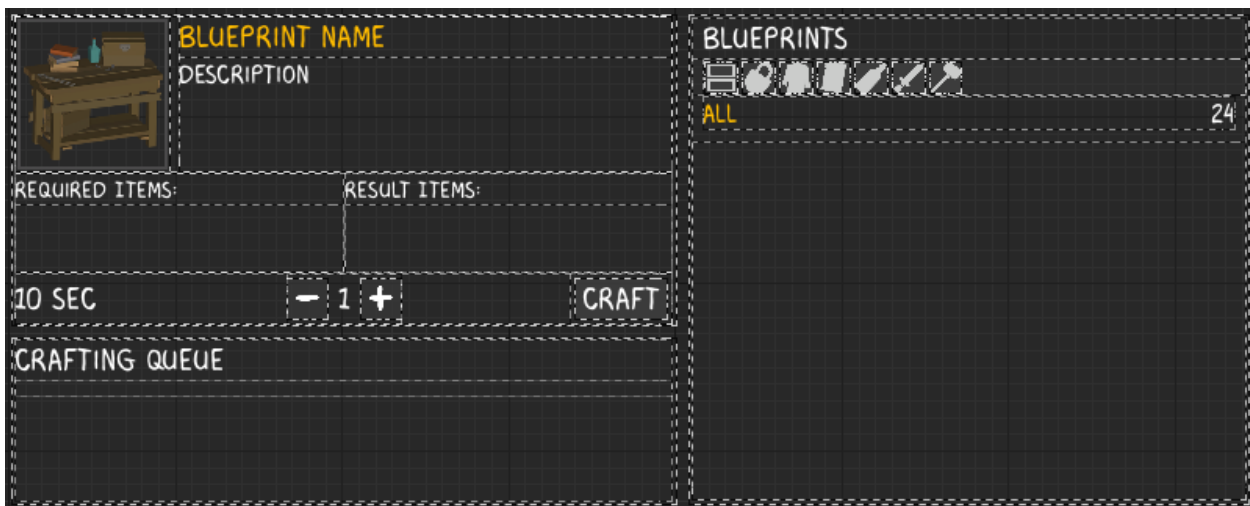 BLUEPRINT NAME
DESCRIPTION
REQUIRED ITEMS:
RESULT ITEMS:
10 SEC
1
CRAFT
CRAFTING QUEUE
BLUEPRINTS
ALL
24